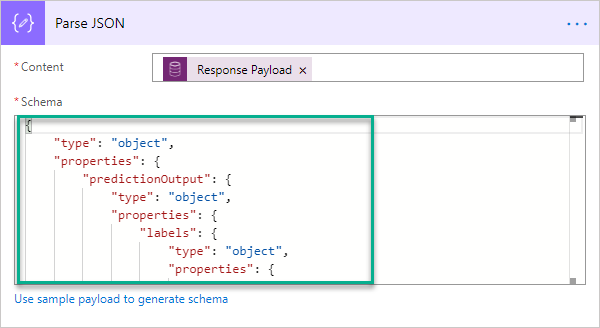 Parse JSON
* Content
Response Payload ×
* Schema
{
"type": "object",
"properties": {
"predictionOutput": {
"type": "object",
"properties": {
"labels": {
"type": "object",
"properties": {
Use sample payload to generate schema